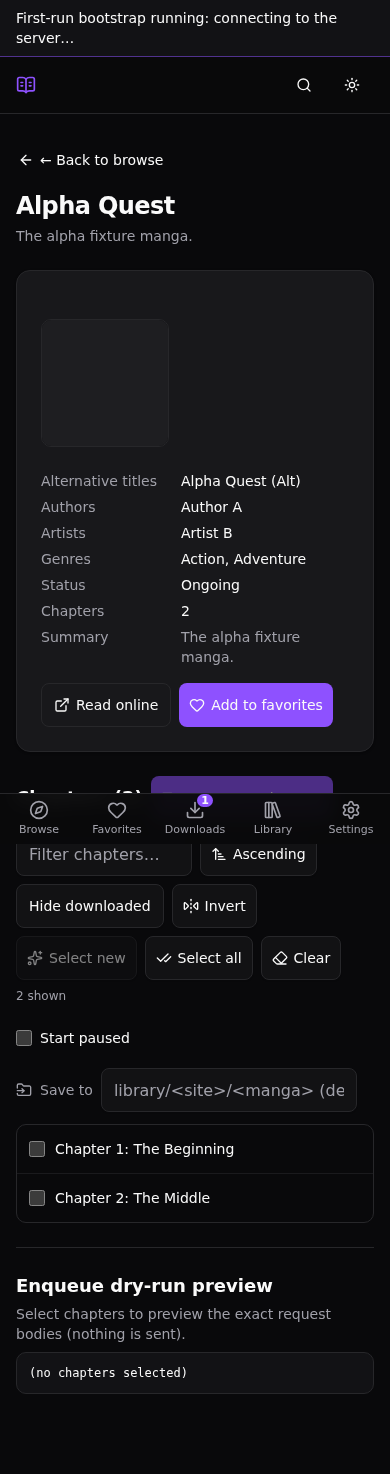 First-run bootstrap running: connecting to the
server…
← Back to browse
Alpha Quest
The alpha fixture manga.
Alternative titles Alpha Quest (Alt)
Authors Author A
Artists Artist B
Genres Action, Adventure
Status Ongoing
Chapters 2
Summary The alpha fixture
manga.
Read online Add to favorites
1
Browse Favorites Downloads Library Settings
Filter chapters… Ascending
Hide downloaded Invert
Select new Select all Clear
2 shown
Start paused
Save to library/<site>/<manga> (de
Chapter 1: The Beginning
Chapter 2: The Middle
Enqueue dry-run preview
Select chapters to preview the exact request
bodies (nothing is sent).
(no chapters selected)